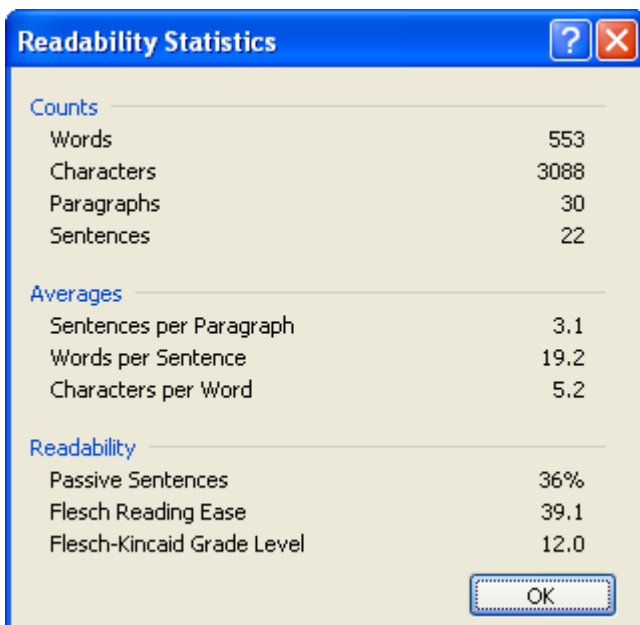 Readability Statistics
Counts
Words 553
Characters 3088
Paragraphs 30
Sentences 22
Averages
Sentences per Paragraph 3.1
Words per Sentence 19.2
Characters per Word 5.2
Readability
Passive Sentences 36%
Flesch Reading Ease 39.1
Flesch-Kincaid Grade Level 12.0
OK